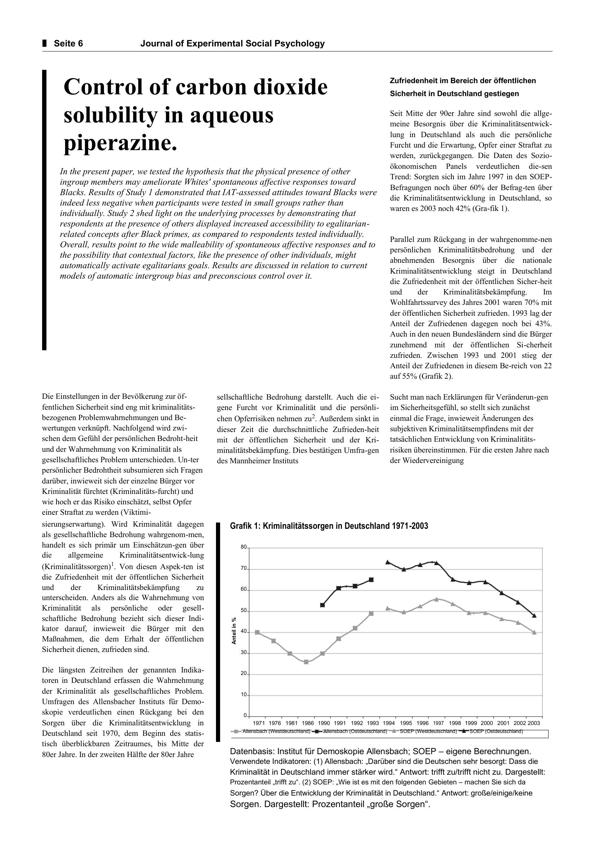 Seite 6
Journal of Experimental Social Psychology
Control of carbon dioxide
solubility in aqueous
piperazine.
In the present paper, we tested the hypothesis that the physical presence of other
ingroup members may ameliorate Whites' spontaneous affective responses toward
Blacks. Results of Study 1 demonstrated that IAT-assessed attitudes toward Blacks were
indeed less negative when participants were tested in small groups rather than
individually. Study 2 shed light on the underlying processes by demonstrating that
respondents at the presence of others displayed increased accessibility to egalitarian-
related concepts after Black primes, as compared to respondents tested individually.
Overall, results point to the wide malleability of spontaneous affective responses and to
the possibility that contextual factors, like the presence of other individuals, might
automatically activate egalitarians goals. Results are discussed in relation to current
models of automatic intergroup bias and preconscious control over it.
Zufriedenheit im Bereich der öffentlichen
Sicherheit in Deutschland gestiegen
Seit Mitte der 90er Jahre sind sowohl die allge-
meine Besorgnis über die Kriminalitätsentwick-
lung in Deutschland als auch die persönliche
Furcht und die Erwartung, Opfer einer Straftat zu
werden, zurückgegangen. Die Daten des Sozio-
ökonomischen Panels verdeutlichen die-sen
Trend: Sorgten sich im Jahre 1997 in den SOEP-
Befragungen noch über 60% der Befrag-ten über
die Kriminalitätsentwicklung in Deutschland, so
waren es 2003 noch 42% (Gra-fik 1).
Parallel zum Rückgang in der wahrgenomme-nen
persönlichen Kriminalitätsbedrohung und der
abnehmenden Besorgnis über die nationale
Kriminalitätsentwicklung steigt in Deutschland
die Zufriedenheit mit der öffentlichen Sicher-heit
und der Kriminalitätsbekämpfung. Im
Wohlfahrtssurvey des Jahres 2001 waren 70% mit
der öffentlichen Sicherheit zufrieden. 1993 lag der
Anteil der Zufriedenen dagegen noch bei 43%.
Auch in den neuen Bundesländern sind die Bürger
zunehmend mit der öffentlichen Si-cherheit
zufrieden. Zwischen 1993 und 2001 stieg der
Anteil der Zufriedenen in diesem Be-reich von 22
auf 55% (Grafik 2).
Die Einstellungen in der Bevölkerung zur öf-
fentlichen Sicherheit sind eng mit kriminalitäts-
bezogenen Problemwahrnehmungen und Be-
wertungen verknüpft. Nachfolgend wird zwi-
schen dem Gefühl der persönlichen Bedroht-heit
und der Wahrnehmung von Kriminalität als
gesellschaftliches Problem unterschieden. Un-ter
persönlicher Bedrohtheit subsumieren sich Fragen
darüber, inwieweit sich der einzelne Bürger vor
Kriminalität fürchtet (Kriminalitäts-furcht) und
wie hoch er das Risiko einschätzt, selbst Opfer
einer Straftat zu werden (Viktimi-
sierungserwartung). Wird Kriminalität dagegen
als gesellschaftliche Bedrohung wahrgenom-men,
handelt es sich primär um Einschätzun-gen über
die allgemeine Kriminalitätsentwick-lung
(Kriminalitätssorgen)1. Von diesen Aspek-ten ist
die Zufriedenheit mit der öffentlichen Sicherheit
und der Kriminalitätsbekämpfung zu
unterscheiden. Anders als die Wahrnehmung von
Kriminalität als persönliche oder gesell-
schaftliche Bedrohung bezieht sich dieser Indi-
kator darauf, inwieweit die Bürger mit den
Maßnahmen, die dem Erhalt der öffentlichen
Sicherheit dienen, zufrieden sind.
Die längsten Zeitreihen der genannten Indika-
toren in Deutschland erfassen die Wahrnehmung
der Kriminalität als gesellschaftliches Problem.
Umfragen des Allensbacher Instituts für Demo-
skopie verdeutlichen einen Rückgang bei den
Sorgen über die Kriminalitätsentwicklung in
Deutschland seit 1970, dem Beginn des statis-
tisch überblickbaren Zeitraumes, bis Mitte der
80er Jahre. In der zweiten Hälfte der 80er Jahre
sellschaftliche Bedrohung darstellt. Auch die ei-
gene Furcht vor Kriminalität und die persönli-
chen Opferrisiken nehmen zu2. Außerdem sinkt in
dieser Zeit die durchschnittliche Zufrieden-heit
mit der öffentlichen Sicherheit und der Kri-
minalitätsbekämpfung. Dies bestätigen Umfra-gen
des Mannheimer Instituts
Sucht man nach Erklärungen für Veränderun-gen
im Sicherheitsgefühl, so stellt sich zunächst
einmal die Frage, inwieweit Änderungen des
subjektiven Kriminalitätsempfindens mit der
tatsächlichen Entwicklung von Kriminalitäts-
risiken übereinstimmen. Für die ersten Jahre nach
der Wiedervereinigung
Grafik 1: Kriminalitätssorgen in Deutschland 1971-2003
Anteil in %
80
70
60
50
40
30
20
10
0
1971 1976 1981 1986 1990 1991 1992 1993 1994 1995 1996 1997 1998 1999 2000 2001 2002 2003
Allensbach (Westdeutschland) Allensbach (Ostdeutschland) SOEP (Westdeutschland) SOEP (Ostdeutschland)
Datenbasis: Institut für Demoskopie Allensbach; SOEP – eigene Berechnungen.
Verwendete Indikatoren: (1) Allensbach: „Darüber sind die Deutschen sehr besorgt: Dass die
Kriminalität in Deutschland immer stärker wird.“ Antwort: trifft zu/trifft nicht zu. Dargestellt:
Prozentanteil „trifft zu“. (2) SOEP: „Wie ist es mit den folgenden Gebieten – machen Sie sich da
Sorgen? Über die Entwicklung der Kriminalität in Deutschland.“ Antwort: große/einige/keine
Sorgen. Dargestellt: Prozentanteil „große Sorgen“.